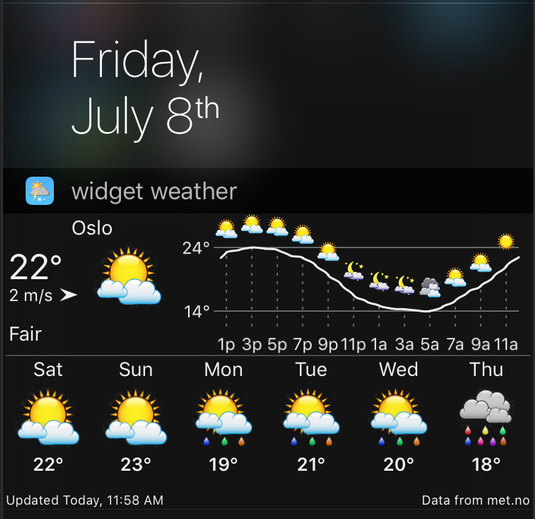 Friday,
July 8th
widget weather
Oslo
22°
2 m/s
Fair
24°
14°
1p 3p 5p 7p 9p 11p 1a 3a 5a 7a 9a 11a
Sat Sun Mon Tue Wed Thu
22° 23° 19° 21° 20° 18°
Updated Today, 11:58 AM Data from met.no